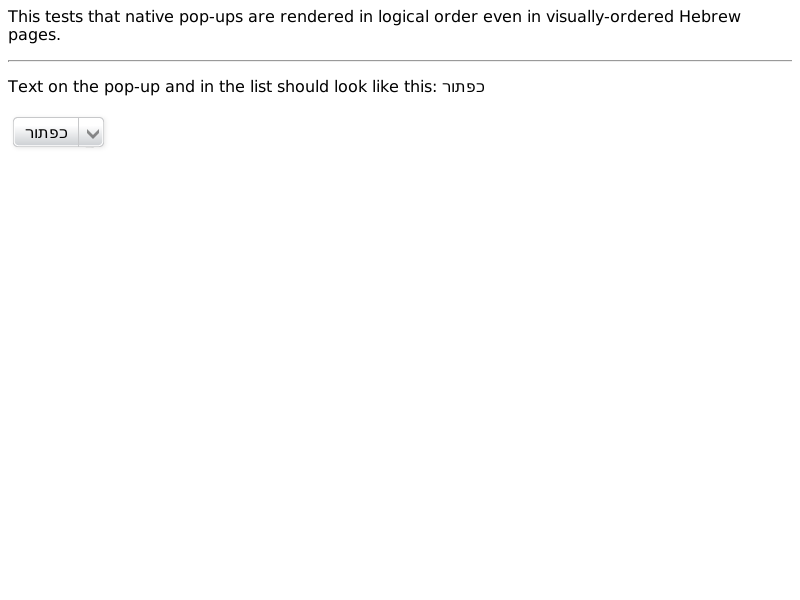 This tests that native pop-ups are rendered in logical order even in visually-ordered Hebrew
pages.
Text on the pop-up and in the list should look like this: כפתור
כפתור